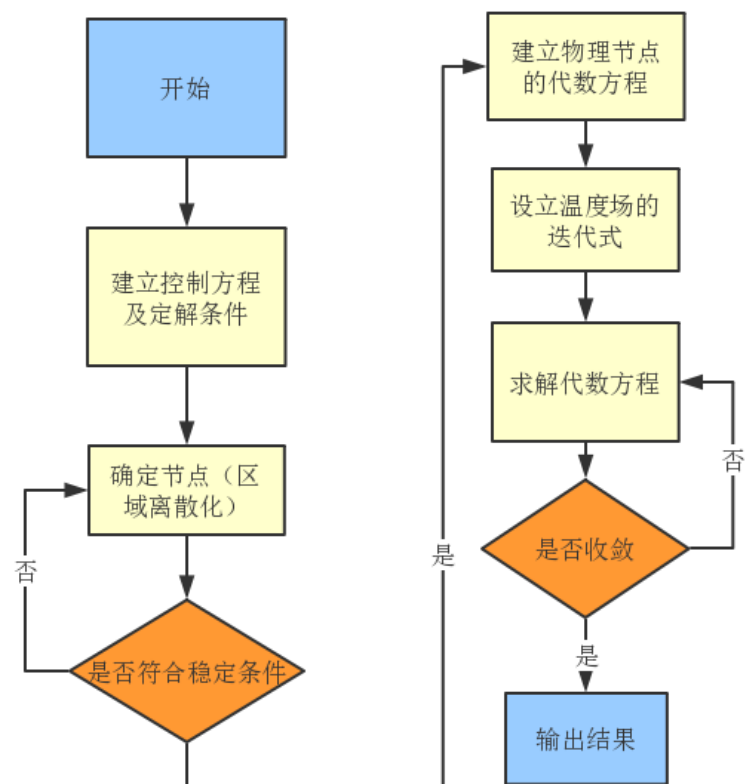 开始
建立控制方程
及定解条件
确定节点（区
域离散化）
否
是否符合稳定条件
是
建立物理节点
的代数方程
设立温度场的
迭代式
求解代数方程
否
是否收敛
是
输出结果